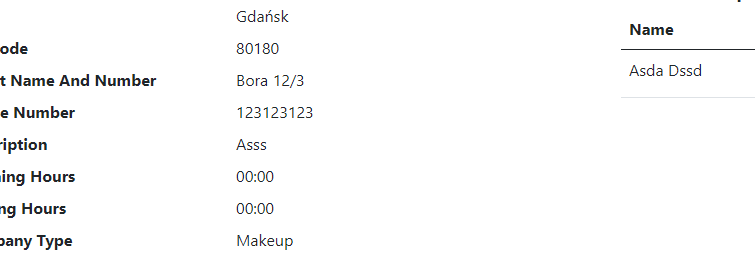 Gdańsk
ode 80180
t Name And Number Bora 12/3
e Number 123123123
ription Asss
ing Hours 00:00
ng Hours 00:00
pany Type Makeup
Name
Asda Dssd